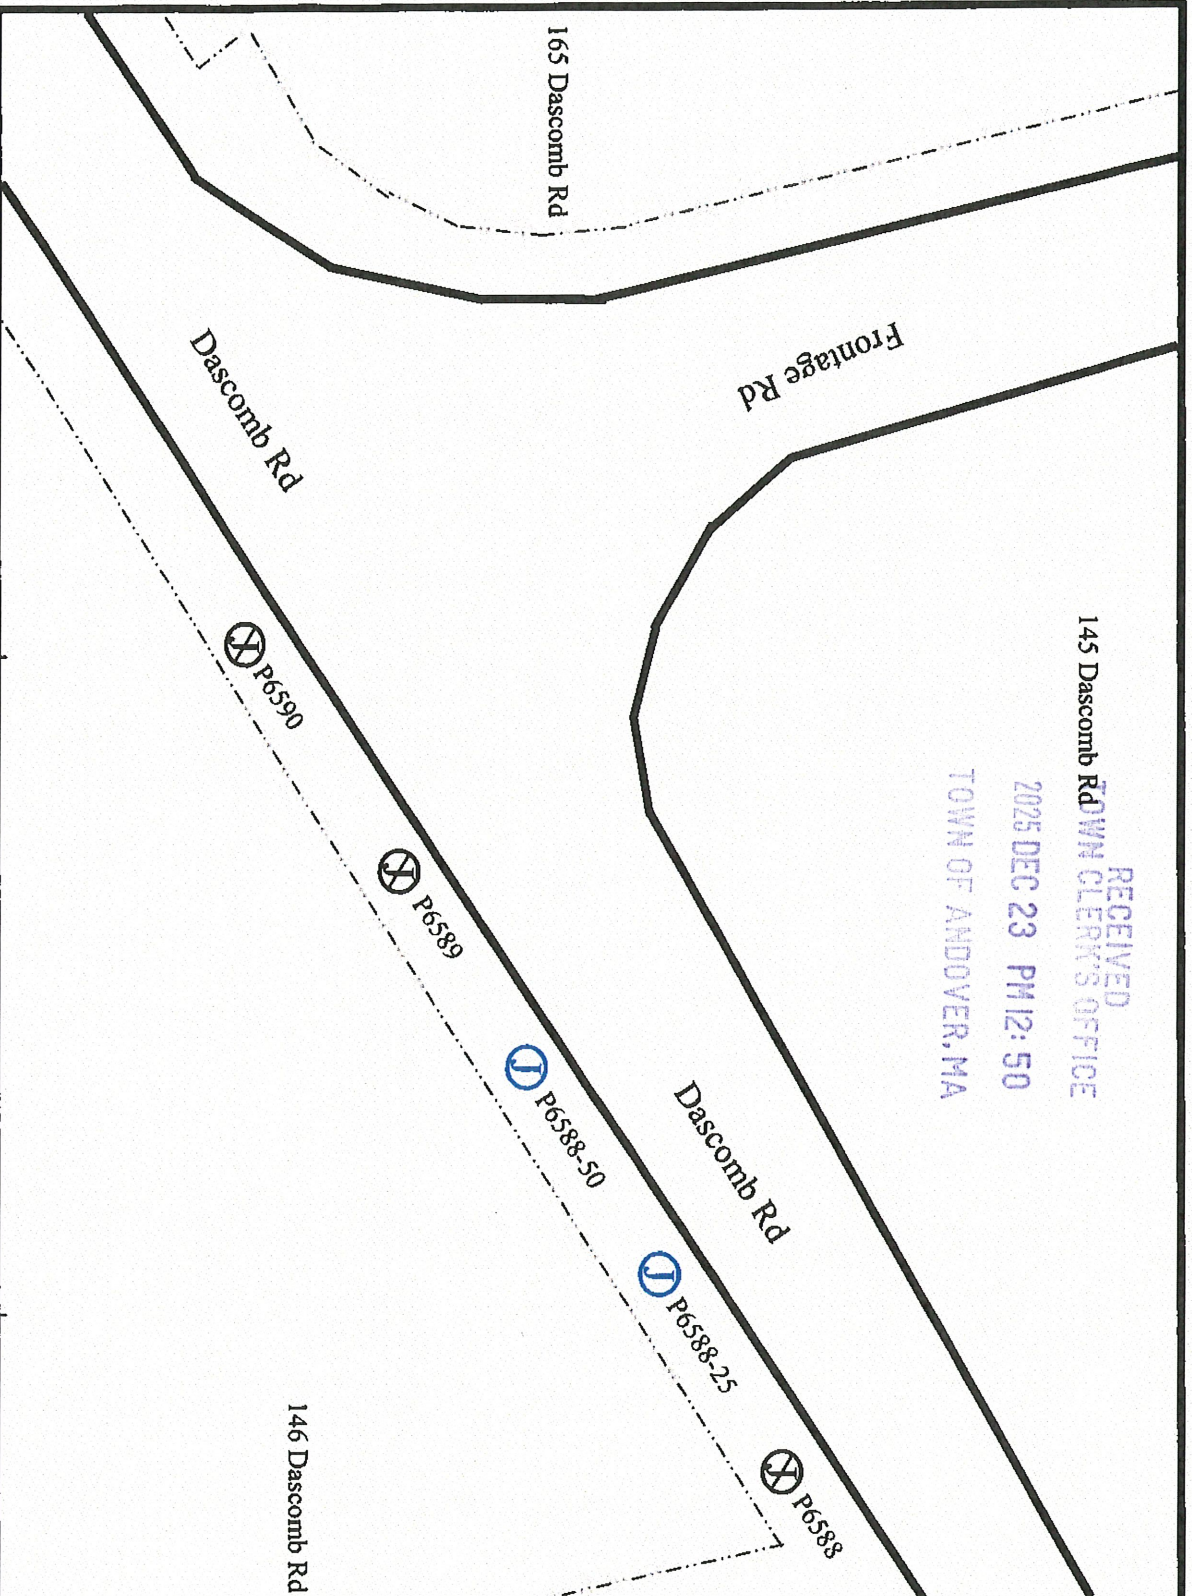 165 Dascomb Rd
Frontage Rd
145 Dascomb Rd
RECEIVED
TOWN CLERK'S OFFICE
2025 DEC 23 PM 12:50
TOWN OF ANDOVER, MA
Dascomb Rd
J P6590
J P6589
Dascomb Rd
J P6588-50
J P6588-25
J P6588
146 Dascomb Rd